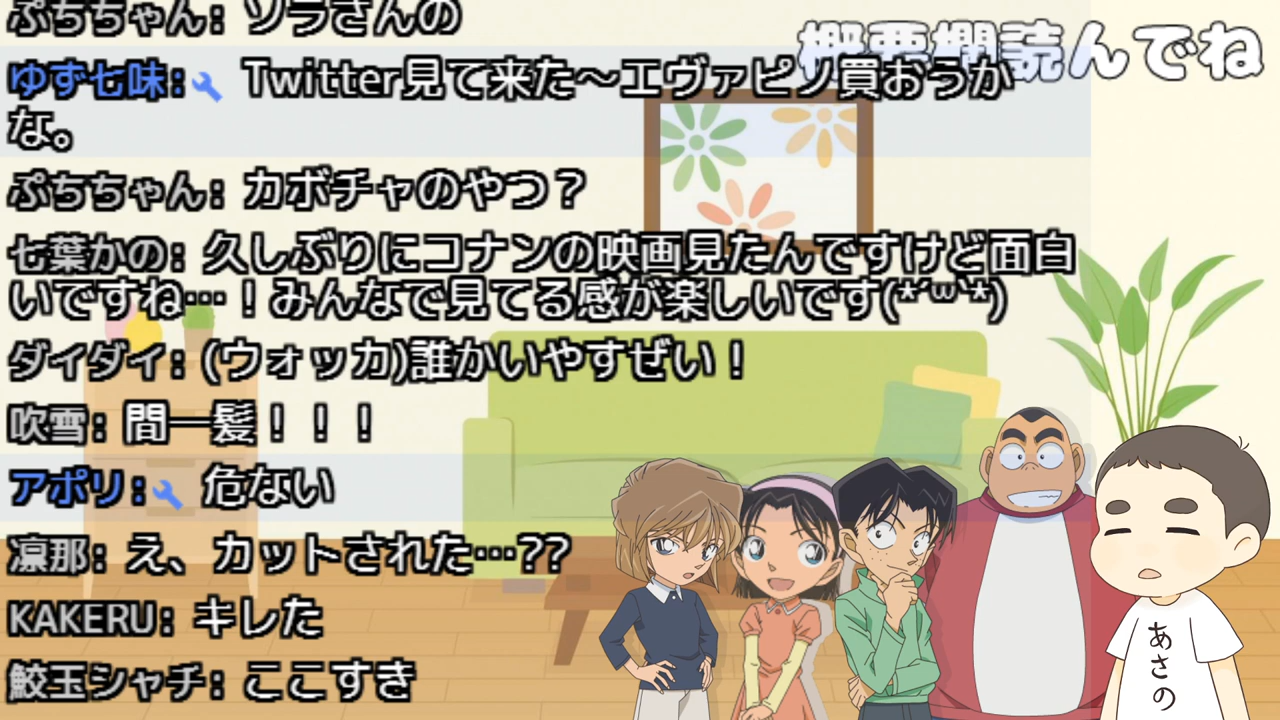 ぷちちゃん: ソラさんの
概要欄読んでね
ゆず七味: Twitter見て来た～エヴァピノ買おうか
な。
ぷちちゃん: カボチャのやつ？
七葉かの: 久しぶりにコナンの映画見たんですけど面白
いですね…！みんなで見てる感が楽しいです(*´꒳`*)
ダイダイ: (ウォッカ)誰かいやすぜい！
吹雪: 間一髪！！！
アポリ: 危ない
凛那: え、カットされた…??
KAKERU: キレた
鮫玉シャチ: ここすき
あさの